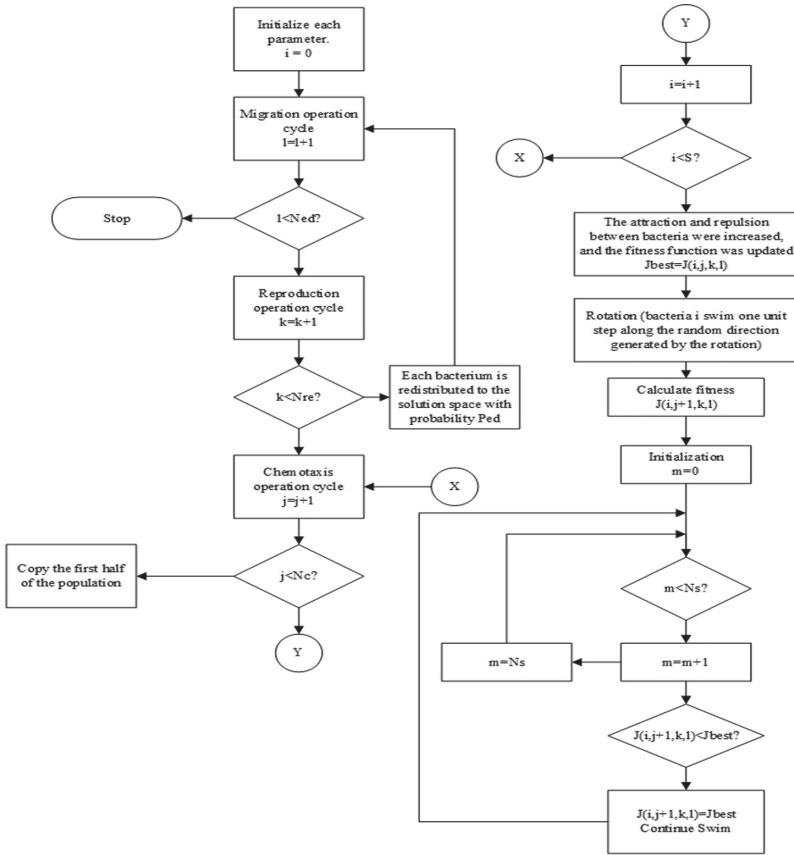 Initialize each
parameter.
i = 0
Migration operation
cycle
l=l+1
l<Ned?
Stop
Reproduction
operation cycle
k=k+1
k<Nre?
Each bacterium is
redistributed to the
solution space with
probability Ped
Chemotaxis
operation cycle
j=j+1
X
j<Nc?
Copy the first half
of the population
Y
Y
i=i+1
i<S?
X
The attraction and repulsion
between bacteria were increased,
and the fitness function was updated
Jbest=J(i,j,k,l)
Rotation (bacteria i swim one unit
step along the random direction
generated by the rotation)
Calculate fitness
J(i,j+1,k,l)
Initialization
m=0
m<Ns?
m=m+1
m=Ns
J(i,j+1,k,l)<Jbest?
J(i,j+1,k,l)=Jbest
Continue Swim